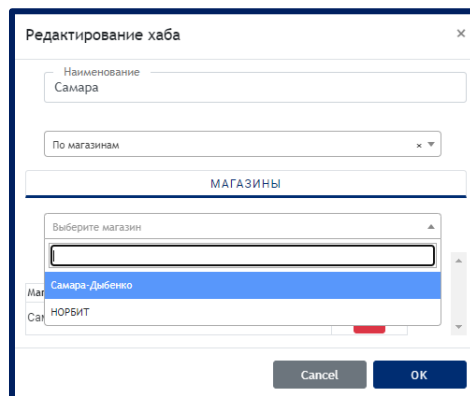 Редактирование хаба
×
Наименование
Самара
По магазинам
×
МАГАЗИНЫ
Выберите магазин
Самара-Дыбенко
НОРБИТ
Cancel
OK